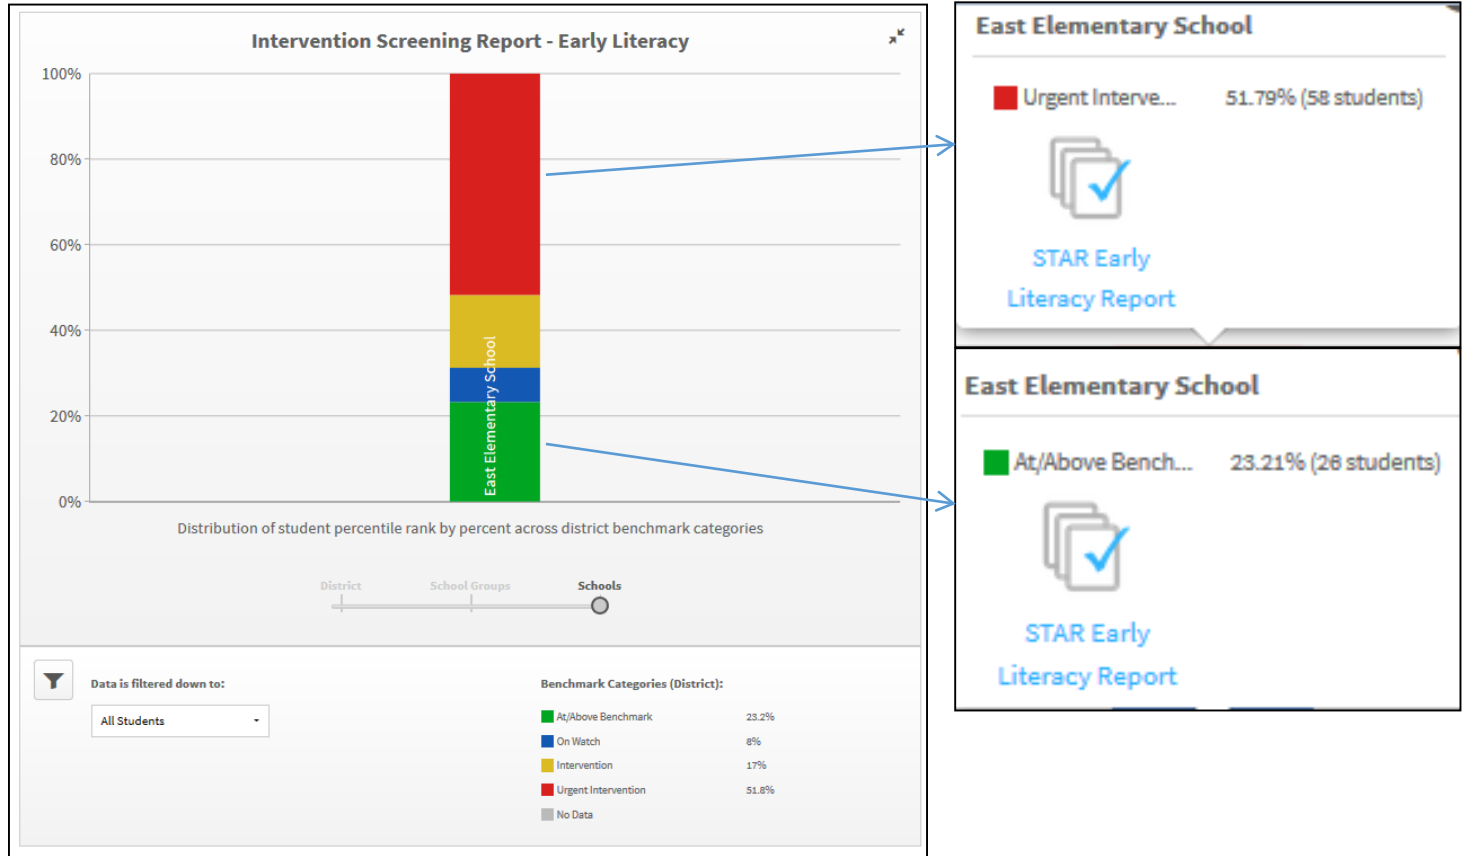 Intervention Screening Report - Early Literacy
100%
80%
60%
40%
20%
0%
East Elementary School
Distribution of student percentile rank by percent across district benchmark categories
District School Groups Schools
Data is filtered down to:
All Students
Benchmark Categories (District):
At/Above Benchmark 23.2%
On Watch 8%
Intervention 17%
Urgent Intervention 51.8%
No Data
East Elementary School
Urgent Interve... 51.79% (58 students)
STAR Early
Literacy Report
East Elementary School
At/Above Bench... 23.21% (26 students)
STAR Early
Literacy Report